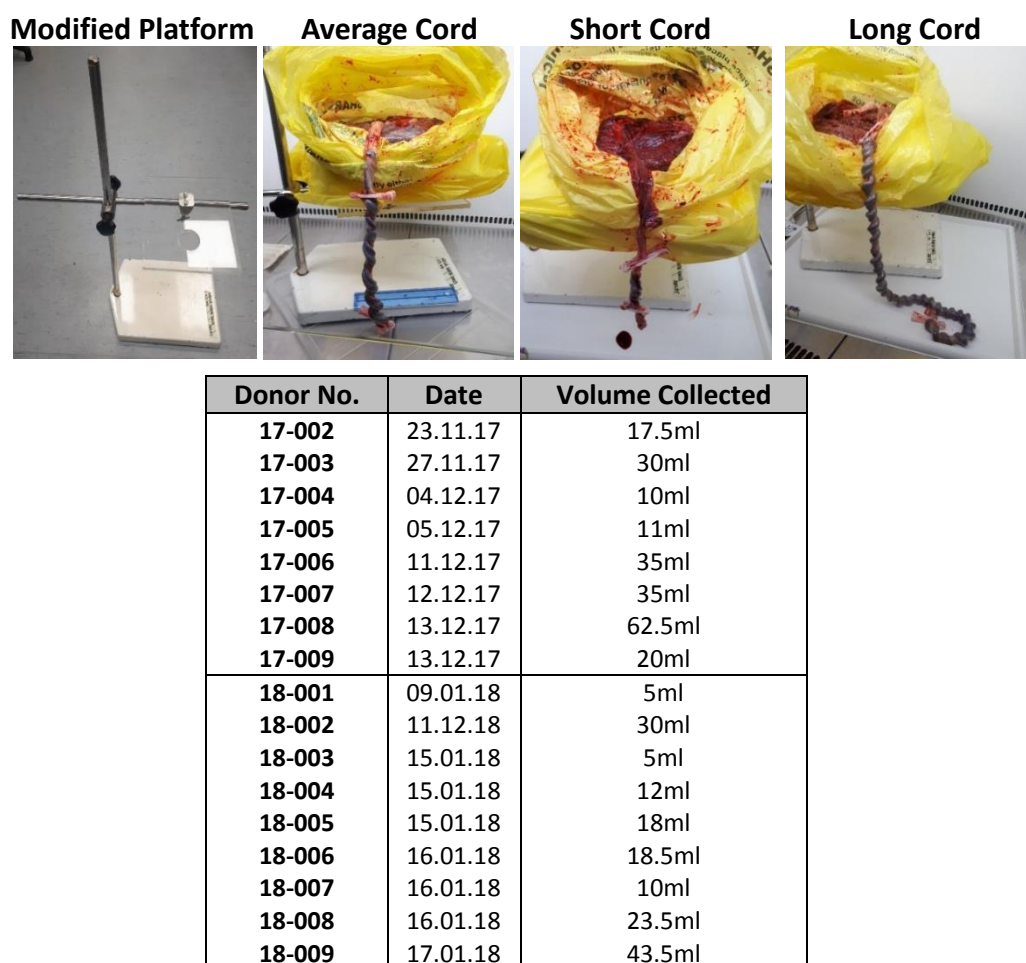 Modified Platform Average Cord Short Cord Long Cord
Donor No. Date Volume Collected
17-002 23.11.17 17.5ml
17-003 27.11.17 30ml
17-004 04.12.17 10ml
17-005 05.12.17 11ml
17-006 11.12.17 35ml
17-007 12.12.17 35ml
17-008 13.12.17 62.5ml
17-009 13.12.17 20ml
18-001 09.01.18 5ml
18-002 11.12.18 30ml
18-003 15.01.18 5ml
18-004 15.01.18 12ml
18-005 15.01.18 18ml
18-006 16.01.18 18.5ml
18-007 16.01.18 10ml
18-008 16.01.18 23.5ml
18-009 17.01.18 43.5ml